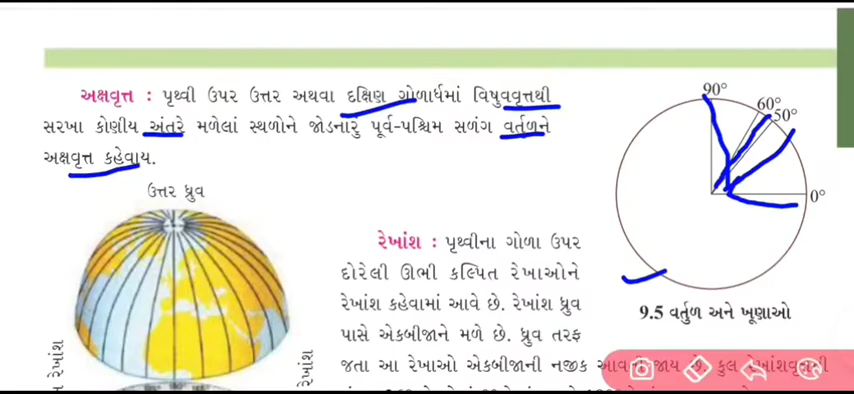 અક્ષવૃત્ત : પૃથ્વી ઉપર ઉત્તર અથવા દક્ષિણ ગોળાર્ધમાં વિષુવવૃત્તથી
સરખા કોણીય અંતરે મળેલાં સ્થળોને જોડનારું પૂર્વ-પશ્ચિમ સળંગ વર્તુળને
અક્ષવૃત્ત કહેવાય.
90°
60°
50°
0°
9.5 વર્તુળ અને ખૂણાઓ
ઉત્તર ધ્રુવ
રેખાંશ
રેખાંશ
રેખાંશ : પૃથ્વીના ગોળા ઉપર
દોરેલી ઊભી કલ્પિત રેખાઓને
રેખાંશ કહેવામાં આવે છે. રેખાંશ ધ્રુવ
પાસે એકબીજાને મળે છે. ધ્રુવ તરફ
જતા આ રેખાઓ એકબીજાની નજીક જાય છે. કુલ